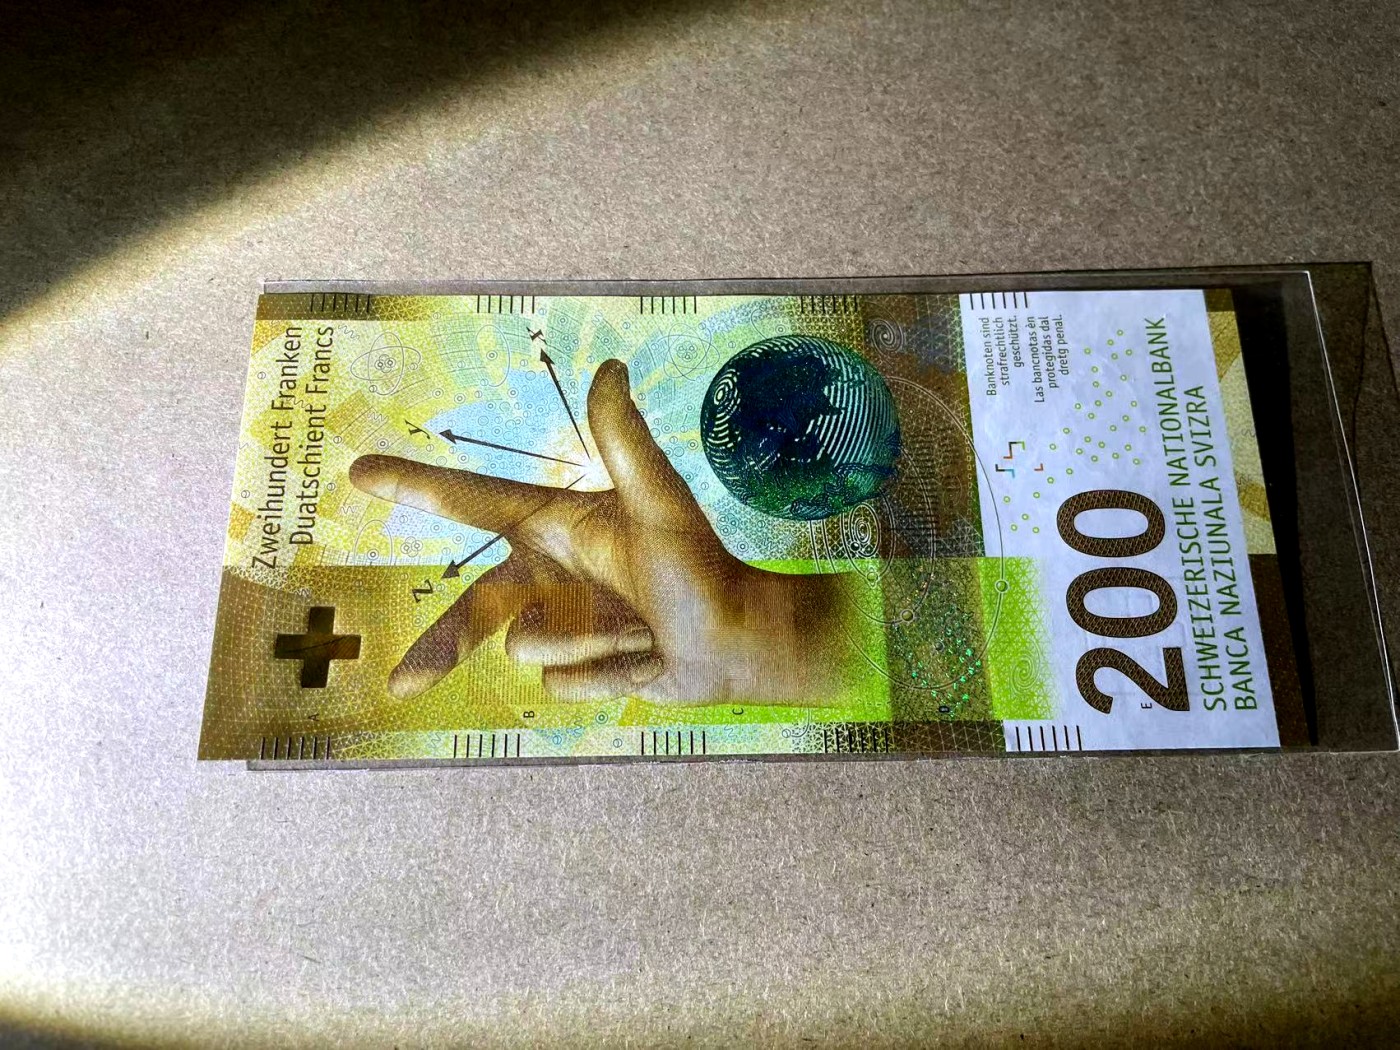 Zweihundert Franken
Duatschient Francs
x
y
z
A
B
C
D
Banknoten sind
strafrechtlich
geschützt.
Las bancnotas èn
protegidas dal
dretg penal.
200
E
SCHWEIZERISCHE NATIONALBANK
BANCA NAZIUNALA SVIZRA